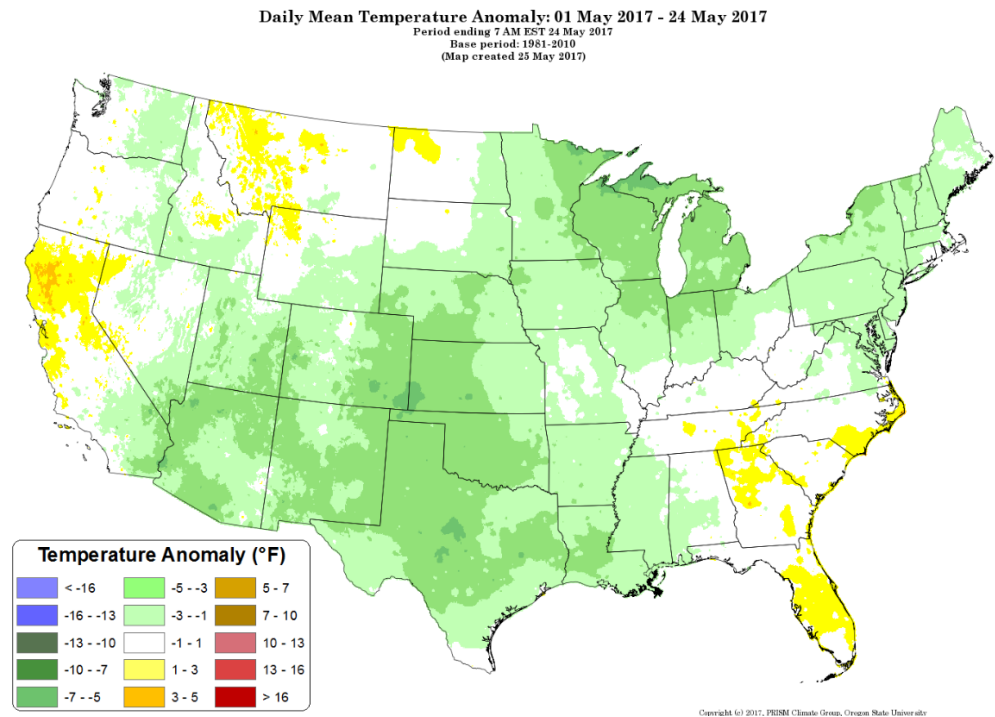 Daily Mean Temperature Anomaly: 01 May 2017 - 24 May 2017
Period ending 7 AM EST 24 May 2017
Base period: 1981-2010
(Map created 25 May 2017)
Temperature Anomaly (°F)
< -16 -5 - -3 5 - 7
-16 - -13 -3 - -1 7 - 10
-13 - -10 -1 - 1 10 - 13
-10 - -7 1 - 3 13 - 16
-7 - -5 3 - 5 > 16
Copyright (c) 2017, PRISM Climate Group, Oregon State University